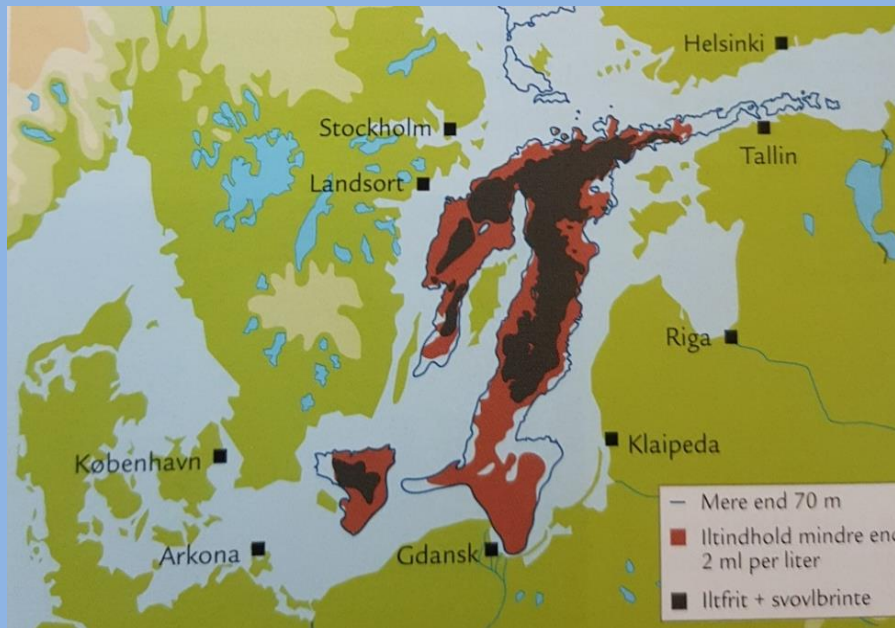 Helsinki
Stockholm
Tallin
Landsort
Riga
København
Klaipeda
Arkona
Gdansk
Mere end 70 m
Iltindhold mindre end
2 ml per liter
Iltfrit + svovlbrinte